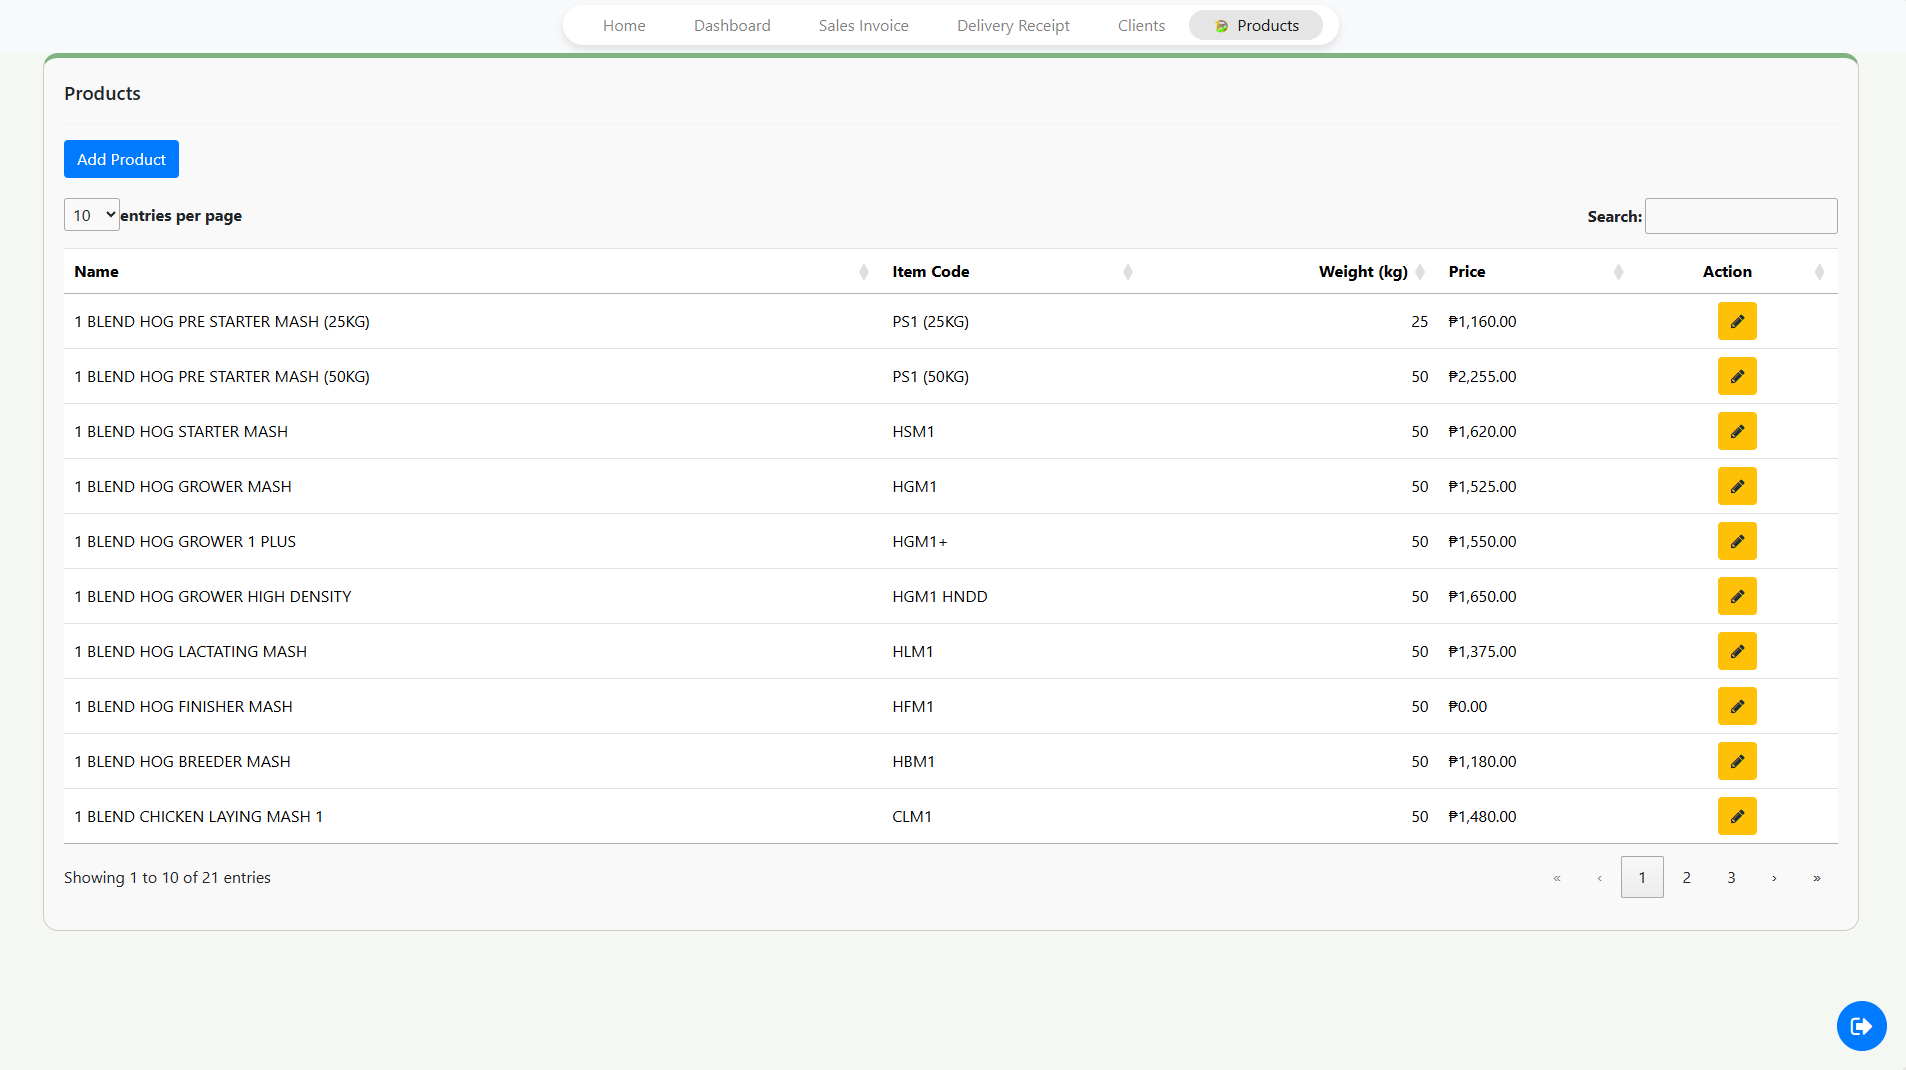 Home Dashboard Sales Invoice Delivery Receipt Clients Products
Products
Add Product
10 entries per page Search:
Name Item Code Weight (kg) Price Action
1 BLEND HOG PRE STARTER MASH (25KG) PS1 (25KG) 25 ₱1,160.00
1 BLEND HOG PRE STARTER MASH (50KG) PS1 (50KG) 50 ₱2,255.00
1 BLEND HOG STARTER MASH HSM1 50 ₱1,620.00
1 BLEND HOG GROWER MASH HGM1 50 ₱1,525.00
1 BLEND HOG GROWER 1 PLUS HGM1+ 50 ₱1,550.00
1 BLEND HOG GROWER HIGH DENSITY HGM1 HNDD 50 ₱1,650.00
1 BLEND HOG LACTATING MASH HLM1 50 ₱1,375.00
1 BLEND HOG FINISHER MASH HFM1 50 ₱0.00
1 BLEND HOG BREEDER MASH HBM1 50 ₱1,180.00
1 BLEND CHICKEN LAYING MASH 1 CLM1 50 ₱1,480.00
Showing 1 to 10 of 21 entries « ‹ 1 2 3 › »